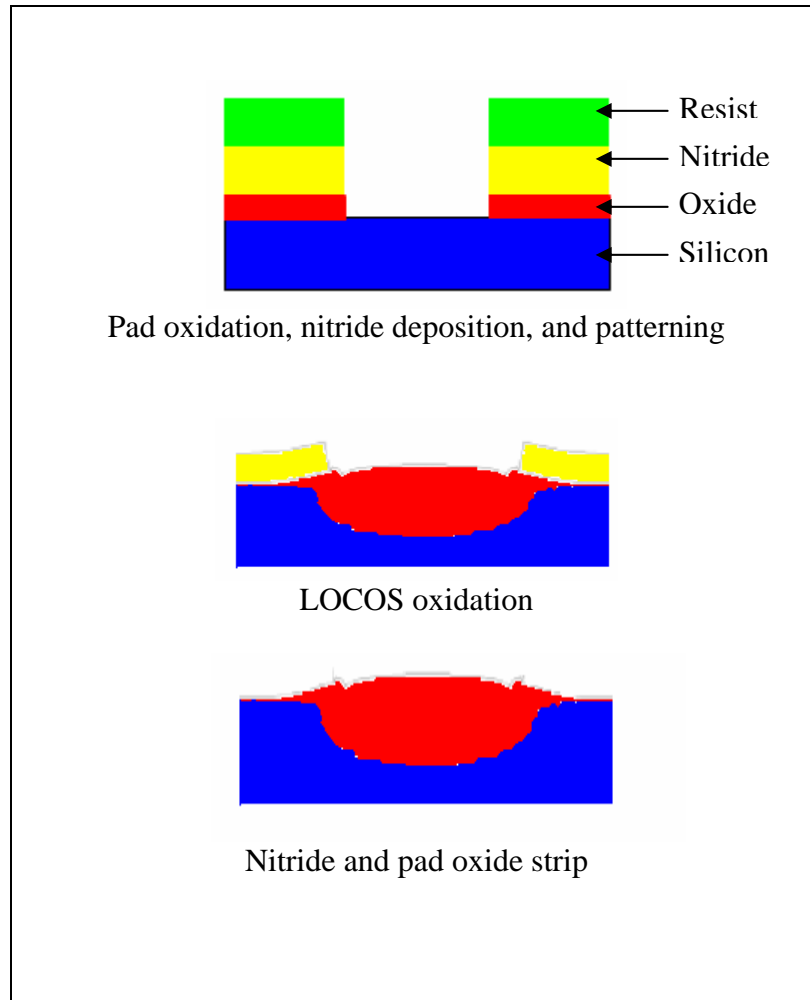 Resist
Nitride
Oxide
Silicon
Pad oxidation, nitride deposition, and patterning
LOCOS oxidation
Nitride and pad oxide strip